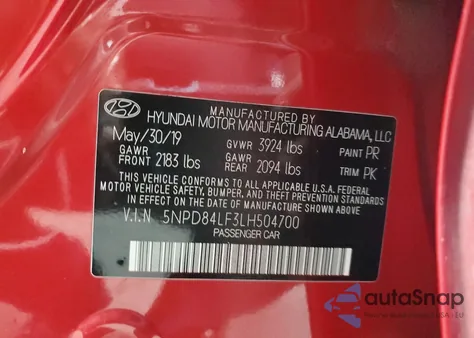 MANUFACTURED BY
HYUNDAI MOTOR MANUFACTURING ALABAMA, LLC
May/30/19 GVWR 3924 lbs PAINT PR
GAWR FRONT 2183 lbs GAWR REAR 2094 lbs TRIM PK
THIS VEHICLE CONFORMS TO ALL APPLICABLE FEDERAL
MOTOR VEHICLE SAFETY, BUMPER, AND THEFT PREVENTION
STANDARDS IN EFFECT ON THE DATE OF MANUFACTURE SHOWN ABOVE.
V.I.N 5NPD84LF3LH504700
PASSENGER CAR
autoSnap